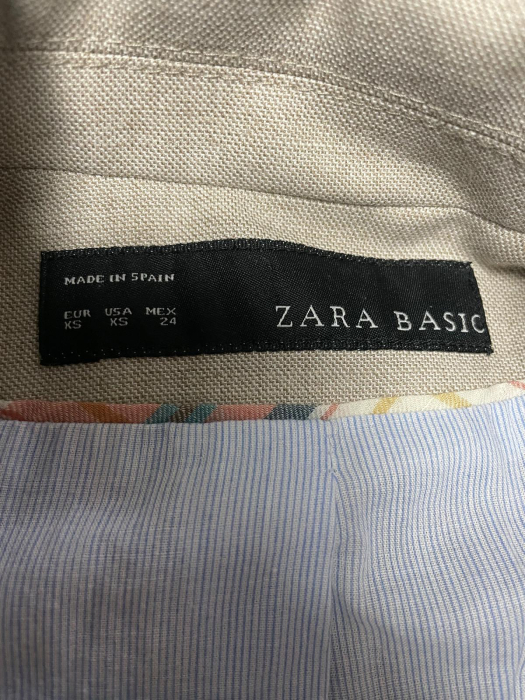 MADE IN SPAIN
EUR USA MEX
XS XS 24
ZARA BASIC